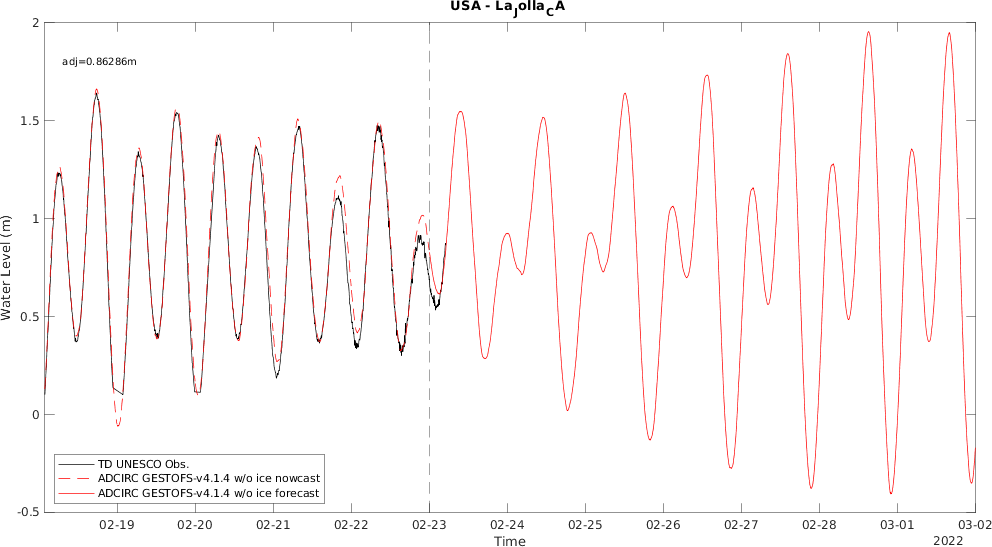 USA - LaJollaCA
adj=0.86286m
2
1.5
1
0.5
0
-0.5
Water Level (m)
TD UNESCO Obs.
ADCIRC GESTOFS-v4.1.4 w/o ice nowcast
ADCIRC GESTOFS-v4.1.4 w/o ice forecast
02-19 02-20 02-21 02-22 02-23 02-24 02-25 02-26 02-27 02-28 03-01 03-02
Time
2022